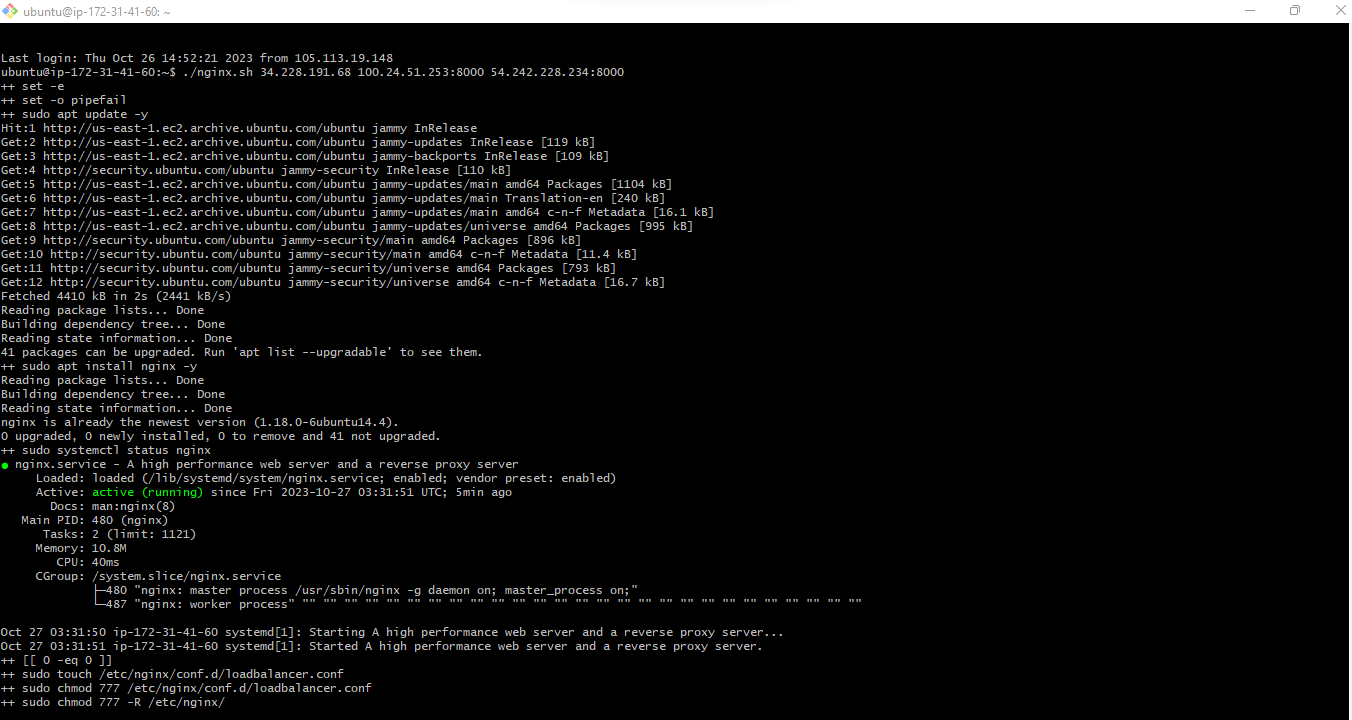 ubuntu@ip-172-31-41-60: ~
Last login: Thu Oct 26 14:52:21 2023 from 105.113.19.148
ubuntu@ip-172-31-41-60:~$ ./nginx.sh 34.228.191.68 100.24.51.253:8000 54.242.228.234:8000
++ set -e
++ set -o pipefail
++ sudo apt update -y
Hit:1 http://us-east-1.ec2.archive.ubuntu.com/ubuntu jammy InRelease
Get:2 http://us-east-1.ec2.archive.ubuntu.com/ubuntu jammy-updates InRelease [119 kB]
Get:3 http://us-east-1.ec2.archive.ubuntu.com/ubuntu jammy-backports InRelease [109 kB]
Get:4 http://security.ubuntu.com/ubuntu jammy-security InRelease [110 kB]
Get:5 http://us-east-1.ec2.archive.ubuntu.com/ubuntu jammy-updates/main amd64 Packages [1104 kB]
Get:6 http://us-east-1.ec2.archive.ubuntu.com/ubuntu jammy-updates/main Translation-en [240 kB]
Get:7 http://us-east-1.ec2.archive.ubuntu.com/ubuntu jammy-updates/main amd64 c-n-f Metadata [16.1 kB]
Get:8 http://us-east-1.ec2.archive.ubuntu.com/ubuntu jammy-updates/universe amd64 Packages [995 kB]
Get:9 http://security.ubuntu.com/ubuntu jammy-security/main amd64 Packages [896 kB]
Get:10 http://security.ubuntu.com/ubuntu jammy-security/main amd64 c-n-f Metadata [11.4 kB]
Get:11 http://security.ubuntu.com/ubuntu jammy-security/universe amd64 Packages [793 kB]
Get:12 http://security.ubuntu.com/ubuntu jammy-security/universe amd64 c-n-f Metadata [16.7 kB]
Fetched 4410 kB in 2s (2441 kB/s)
Reading package lists... Done
Building dependency tree... Done
Reading state information... Done
41 packages can be upgraded. Run 'apt list --upgradable' to see them.
++ sudo apt install nginx -y
Reading package lists... Done
Building dependency tree... Done
Reading state information... Done
nginx is already the newest version (1.18.0-6ubuntu14.4).
0 upgraded, 0 newly installed, 0 to remove and 41 not upgraded.
++ sudo systemctl status nginx
● nginx.service - A high performance web server and a reverse proxy server
Loaded: loaded (/lib/systemd/system/nginx.service; enabled; vendor preset: enabled)
Active: active (running) since Fri 2023-10-27 03:31:51 UTC; 5min ago
Docs: man:nginx(8)
Main PID: 480 (nginx)
Tasks: 2 (limit: 1121)
Memory: 10.8M
CPU: 40ms
CGroup: /system.slice/nginx.service
├─480 "nginx: master process /usr/sbin/nginx -g daemon on; master_process on;"
└─487 "nginx: worker process" "" "" "" "" "" "" "" "" "" "" "" "" "" "" "" "" "" "" "" "" "" "" "" "" "" "" ""
Oct 27 03:31:50 ip-172-31-41-60 systemd[1]: Starting A high performance web server and a reverse proxy server...
Oct 27 03:31:51 ip-172-31-41-60 systemd[1]: Started A high performance web server and a reverse proxy server.
++ [[ 0 -eq 0 ]]
++ sudo touch /etc/nginx/conf.d/loadbalancer.conf
++ sudo chmod 777 /etc/nginx/conf.d/loadbalancer.conf
++ sudo chmod 777 -R /etc/nginx/